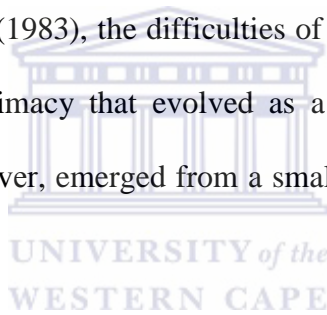 (1983), the difficulties of
imacy that evolved as a
ver, emerged from a smal
UNIVERSITY of the
WESTERN CAPE